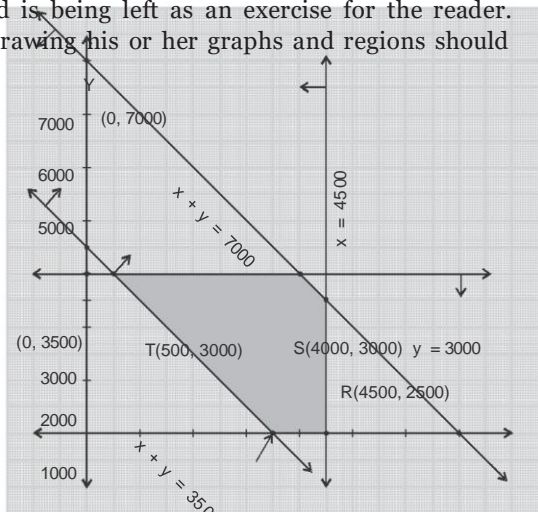 d is being left as an exercise for the reader.
rawing his or her graphs and regions should
Y
7000
(0, 7000)
6000
5000
x + y = 7000
x = 4500
(0, 3500)
T(500, 3000)
S(4000, 3000) y = 3000
3000
R(4500, 2500)
2000
1000
x + y = 350